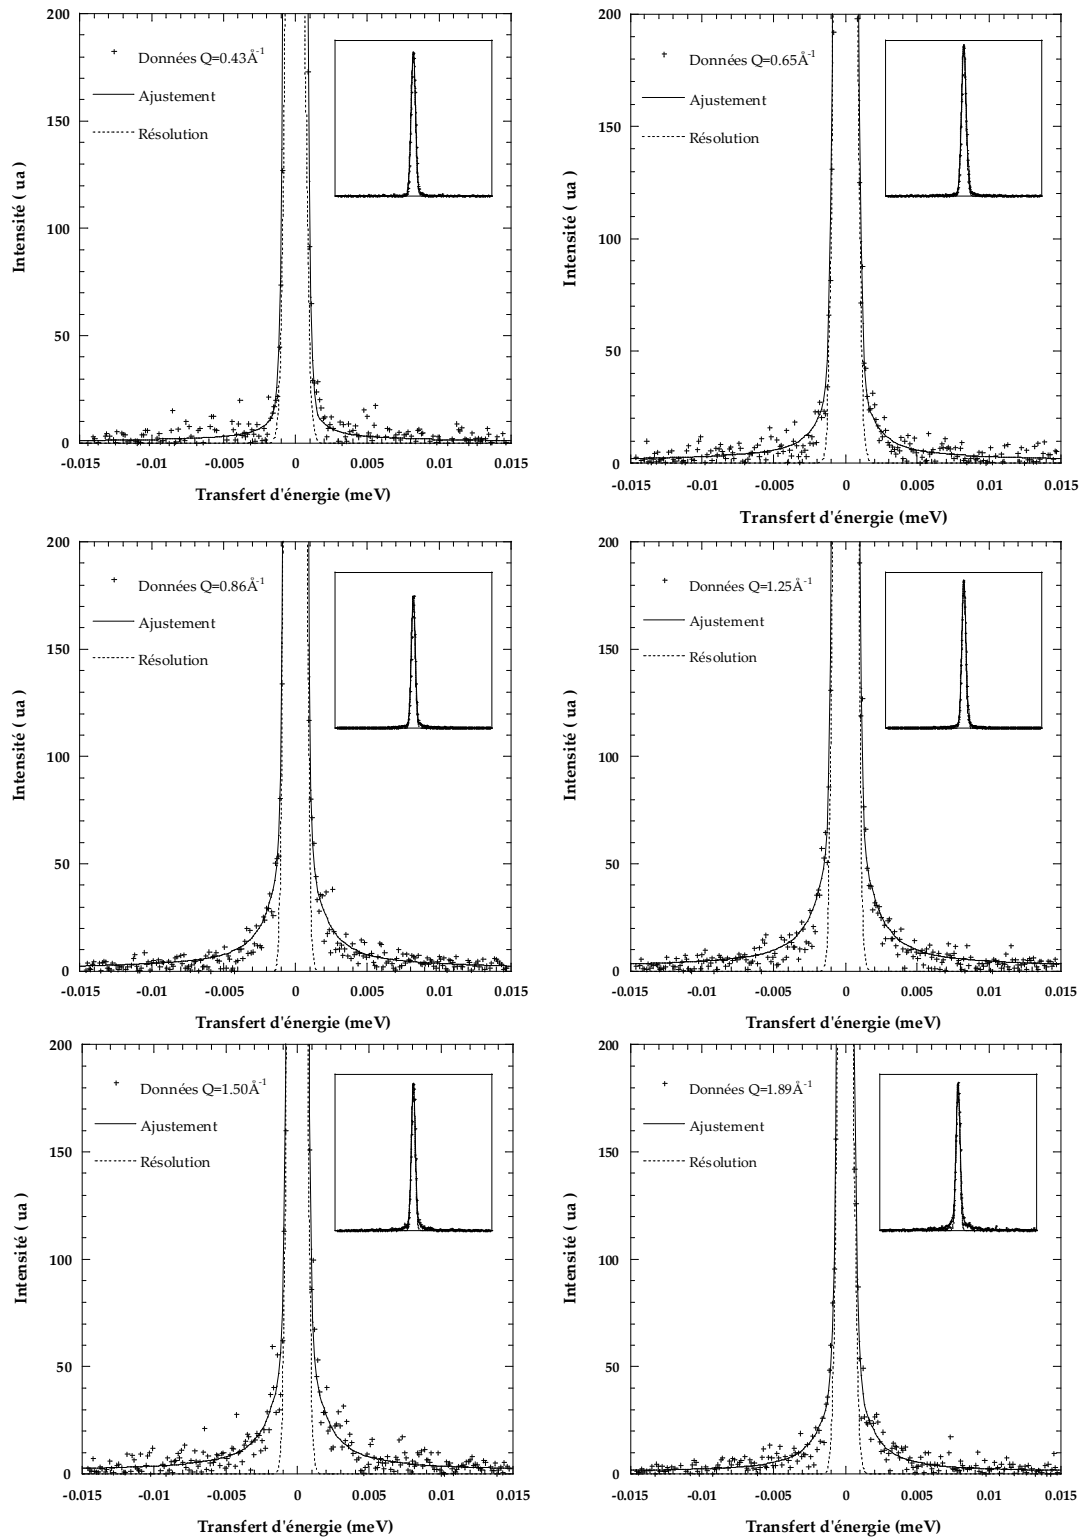 200
150
100
50
0
Intensité ( ua )
Données Q=0.43Å-1
Ajustement
Résolution
-0.015 -0.01 -0.005 0 0.005 0.01 0.015
Transfert d'énergie (meV)
200
150
100
50
0
Intensité ( ua )
Données Q=0.65Å-1
Ajustement
Résolution
-0.015 -0.01 -0.005 0 0.005 0.01 0.015
Transfert d'énergie (meV)
200
150
100
50
0
Intensité ( ua )
Données Q=0.86Å-1
Ajustement
Résolution
-0.015 -0.01 -0.005 0 0.005 0.01 0.015
Transfert d'énergie (meV)
200
150
100
50
0
Intensité ( ua )
Données Q=1.25Å-1
Ajustement
Résolution
-0.015 -0.01 -0.005 0 0.005 0.01 0.015
Transfert d'énergie (meV)
200
150
100
50
0
Intensité ( ua )
Données Q=1.50Å-1
Ajustement
Résolution
-0.015 -0.01 -0.005 0 0.005 0.01 0.015
Transfert d'énergie (meV)
200
150
100
50
0
Intensité ( ua )
Données Q=1.89Å-1
Ajustement
Résolution
-0.015 -0.01 -0.005 0 0.005 0.01 0.015
Transfert d'énergie (meV)